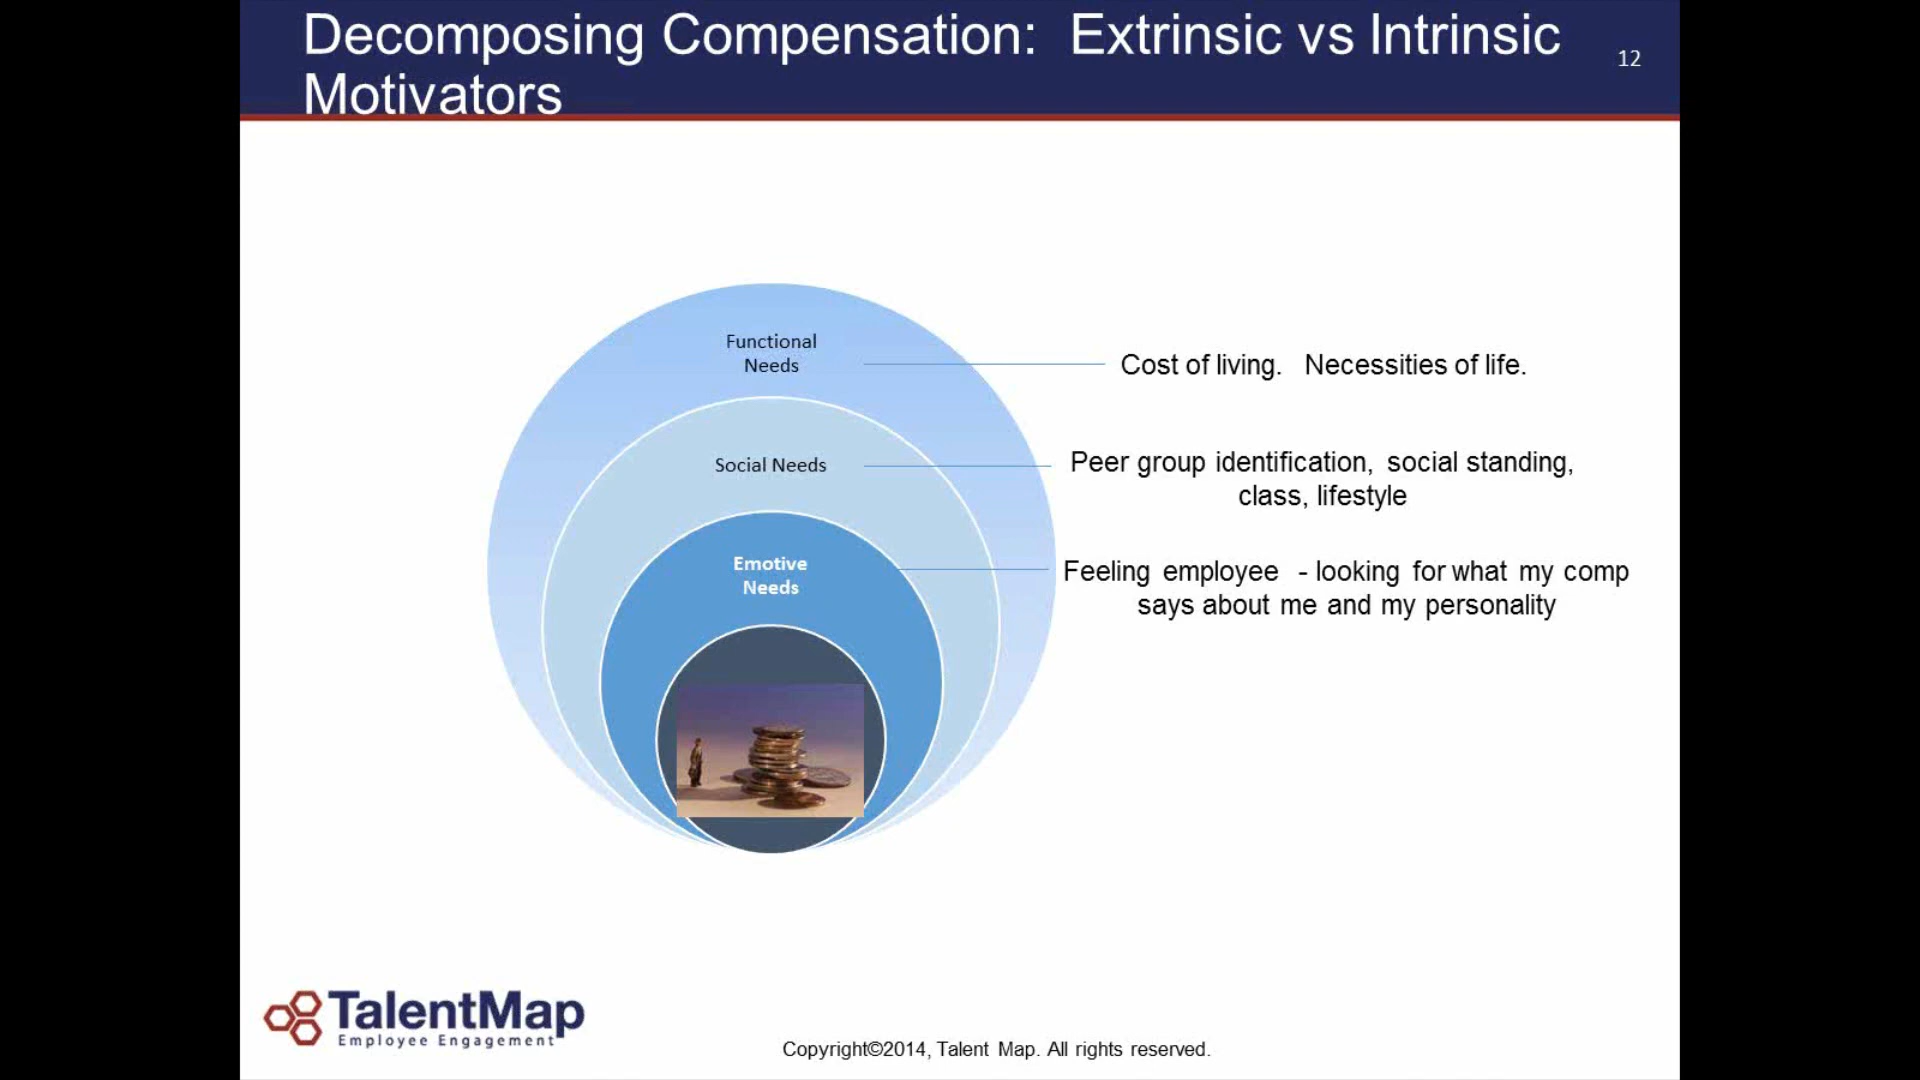 Decomposing Compensation: Extrinsic vs Intrinsic
Motivators
12
Functional
Needs
Cost of living. Necessities of life.
Social Needs
Peer group identification, social standing,
class, lifestyle
Emotive
Needs
Feeling employee - looking for what my comp
says about me and my personality
TalentMap
Employee Engagement
Copyright©2014, Talent Map. All rights reserved.